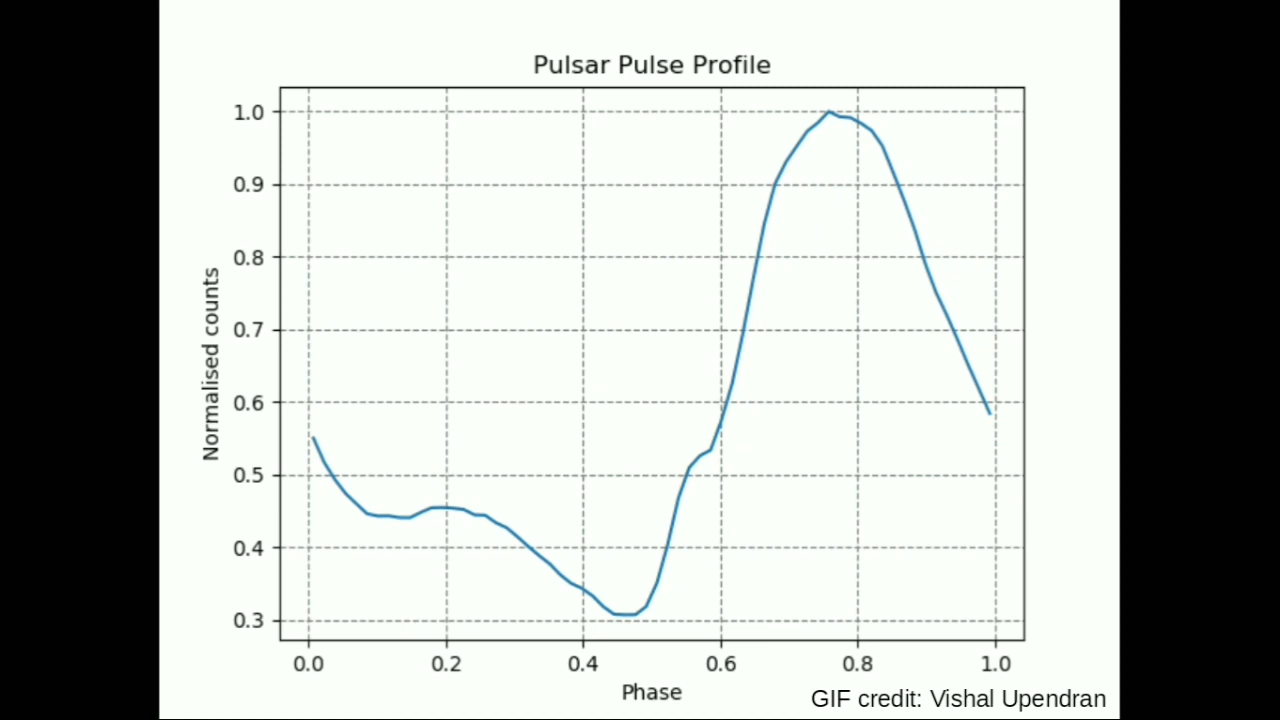 Pulsar Pulse Profile
1.0
0.9
0.8
0.7
0.6
0.5
0.4
0.3
Normalised counts
0.0 0.2 0.4 0.6 0.8 1.0
Phase
GIF credit: Vishal Upendran